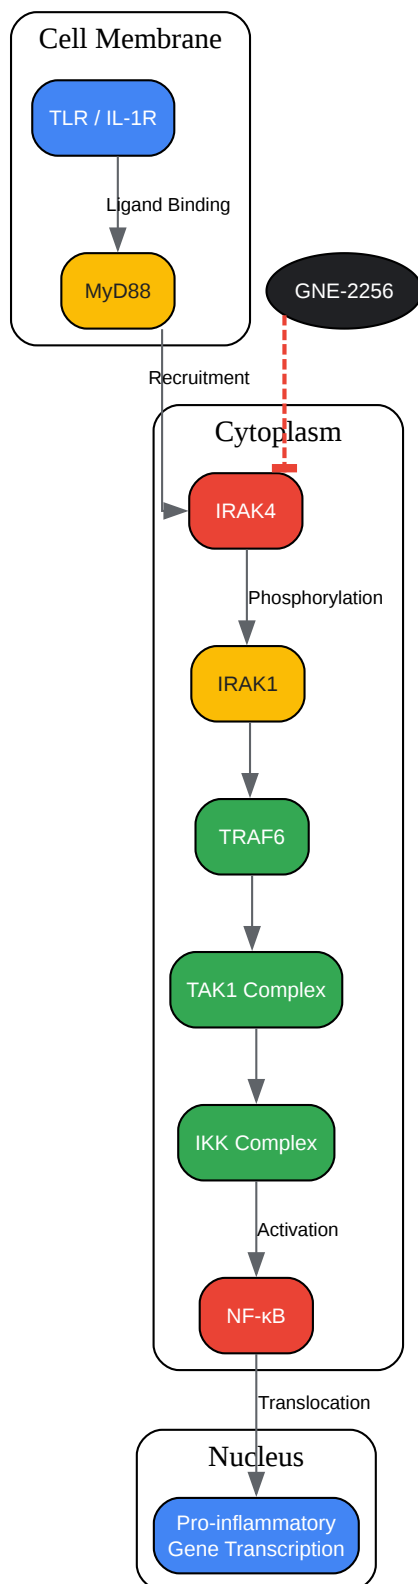 Cell Membrane
TLR / IL-1R
Ligand Binding
MyD88
GNE-2256
Recruitment
Cytoplasm
IRAK4
Phosphorylation
IRAK1
TRAF6
TAK1 Complex
IKK Complex
Activation
NF-κB
Translocation
Nucleus
Pro-inflammatory
Gene Transcription